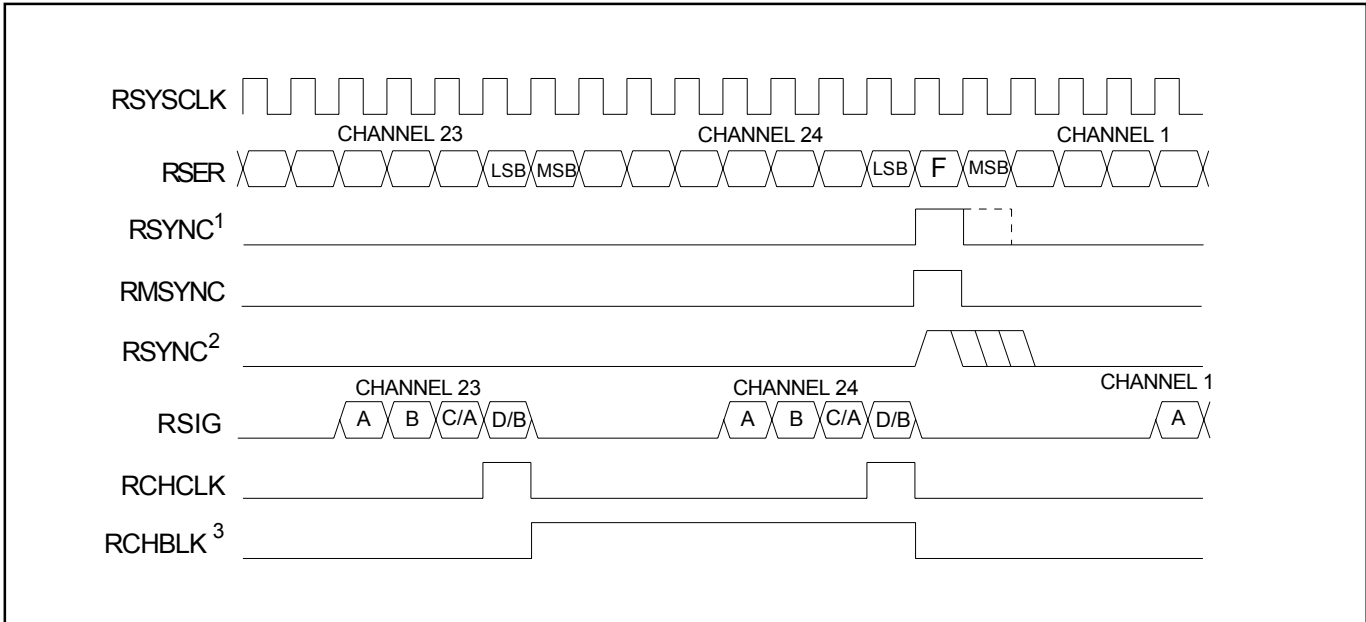 RSYSCLK
CHANNEL 23 CHANNEL 24 CHANNEL 1
RSER LSB MSB LSB F MSB
RSYNC1
RMSYNC
RSYNC2
CHANNEL 23 CHANNEL 24 CHANNEL 1
RSIG A B C/A D/B A B C/A D/B A
RCHCLK
RCHBLK 3